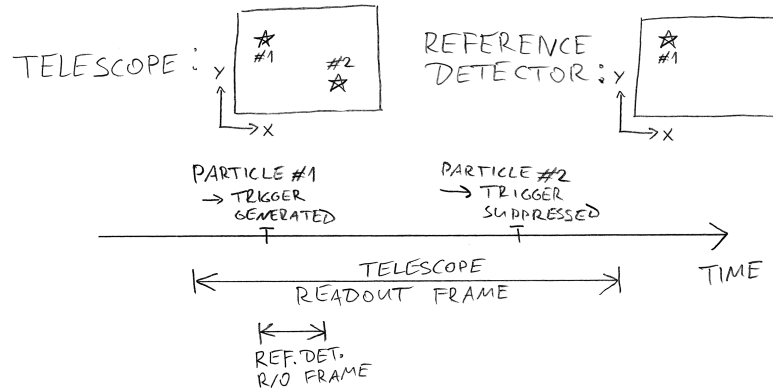 TELESCOPE:
#1
#2
Y
X
REFERENCE
DETECTOR:
#1
Y
X
PARTICLE #1
→ TRIGGER
GENERATED
PARTICLE #2
→ TRIGGER
SUPPRESSED
TIME
TELESCOPE
READOUT FRAME
REF. DET.
R/O FRAME